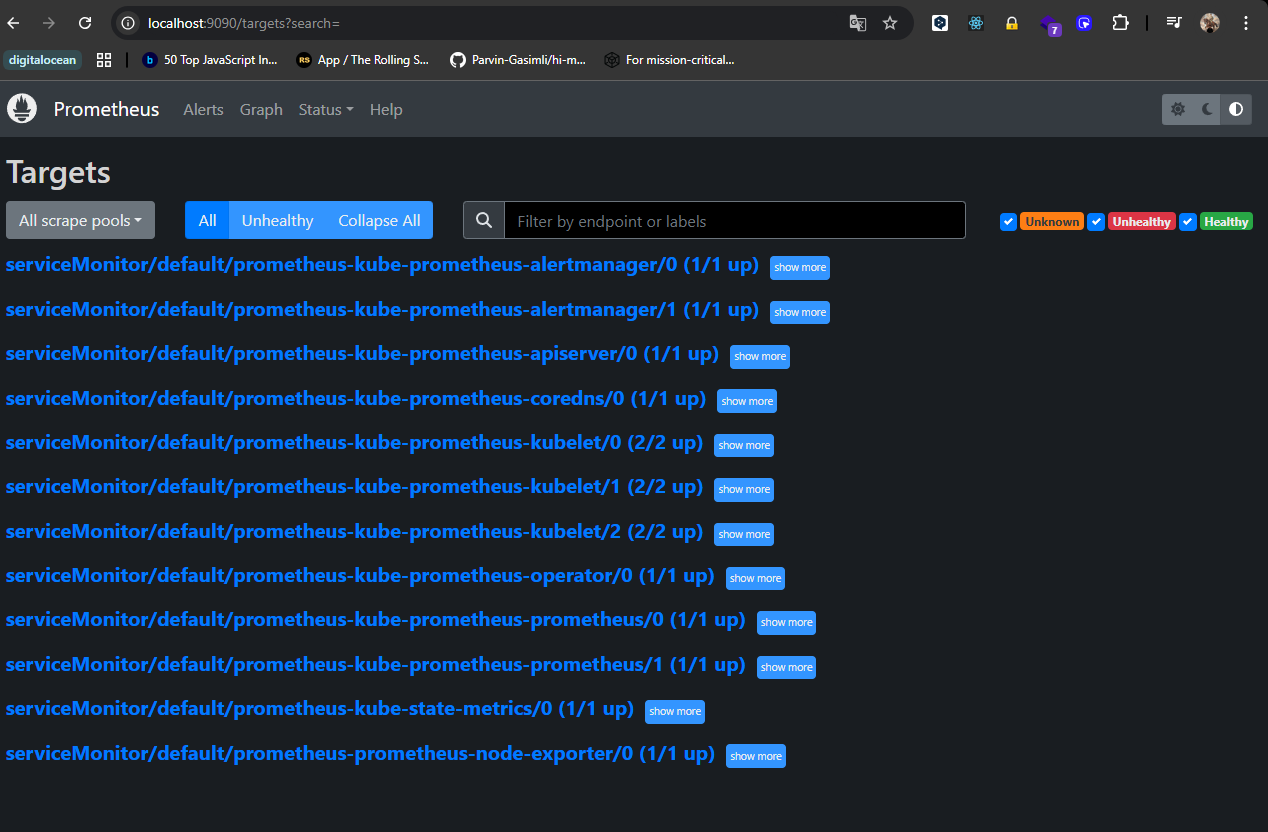 localhost:9090/targets?search=
7
digitalocean
50 Top JavaScript In...
RS
App / The Rolling S...
Parvin-Gasimli/hi-m...
For mission-critical...
Prometheus Alerts Graph Status Help
Targets
All scrape pools All Unhealthy Collapse All Filter by endpoint or labels Unknown Unhealthy Healthy
serviceMonitor/default/prometheus-kube-prometheus-alertmanager/0 (1/1 up) show more
serviceMonitor/default/prometheus-kube-prometheus-alertmanager/1 (1/1 up) show more
serviceMonitor/default/prometheus-kube-prometheus-apiserver/0 (1/1 up) show more
serviceMonitor/default/prometheus-kube-prometheus-coredns/0 (1/1 up) show more
serviceMonitor/default/prometheus-kube-prometheus-kubelet/0 (2/2 up) show more
serviceMonitor/default/prometheus-kube-prometheus-kubelet/1 (2/2 up) show more
serviceMonitor/default/prometheus-kube-prometheus-kubelet/2 (2/2 up) show more
serviceMonitor/default/prometheus-kube-prometheus-operator/0 (1/1 up) show more
serviceMonitor/default/prometheus-kube-prometheus-prometheus/0 (1/1 up) show more
serviceMonitor/default/prometheus-kube-prometheus-prometheus/1 (1/1 up) show more
serviceMonitor/default/prometheus-kube-state-metrics/0 (1/1 up) show more
serviceMonitor/default/prometheus-prometheus-node-exporter/0 (1/1 up) show more